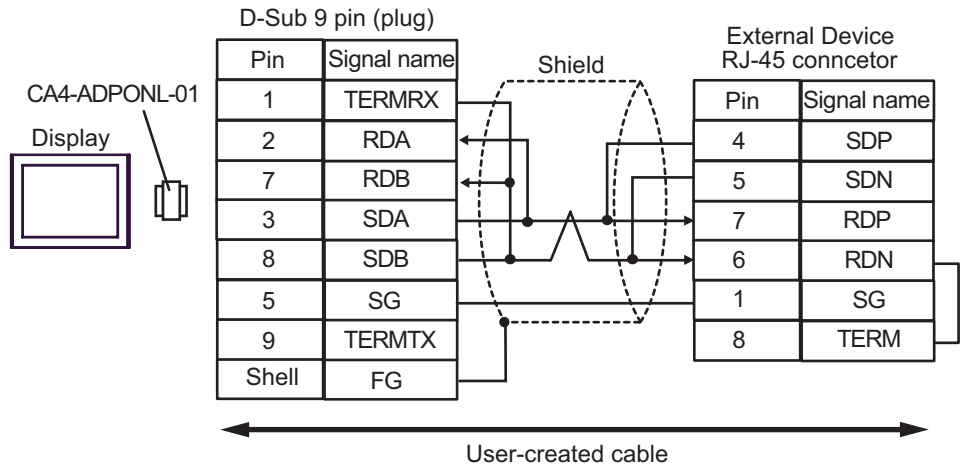 D-Sub 9 pin (plug)
External Device
RJ-45 conncetor
Pin Signal name
Shield
CA4-ADPONL-01
Display
1 TERMRX
2 RDA
7 RDB
3 SDA
8 SDB
5 SG
9 TERMTX
Shell FG
Pin Signal name
4 SDP
5 SDN
7 RDP
6 RDN
1 SG
8 TERM
User-created cable